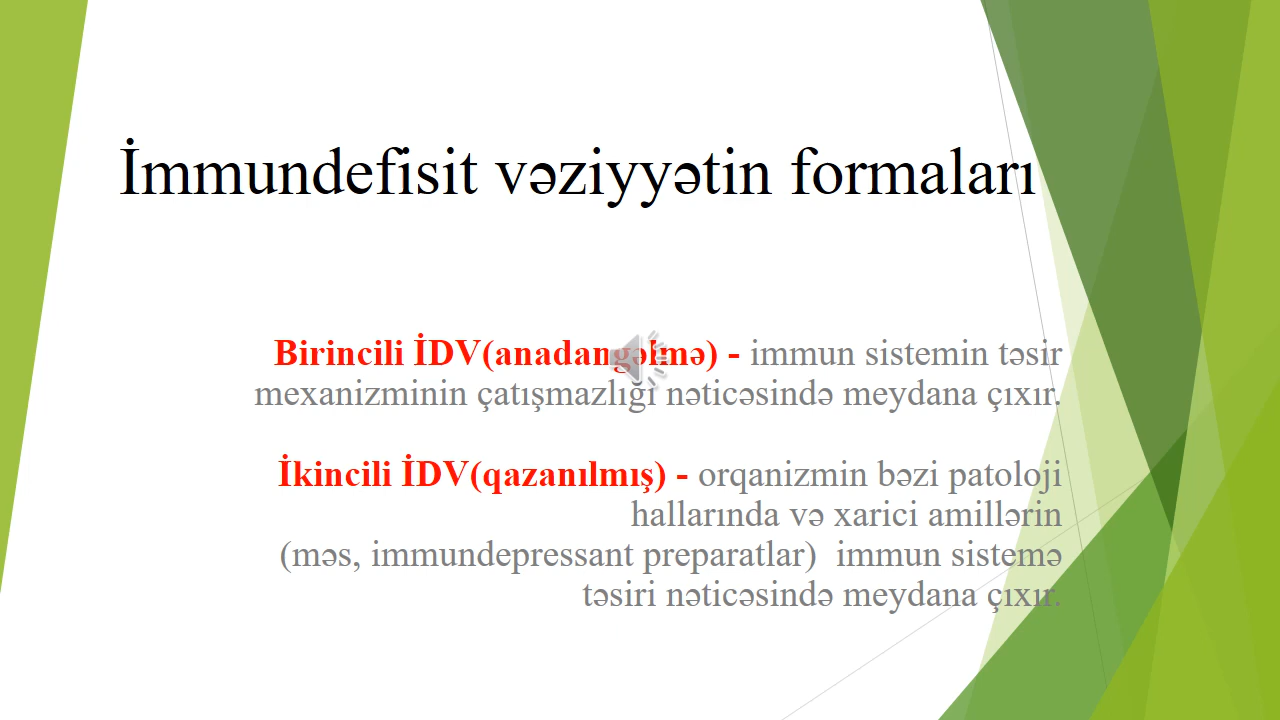 İmmundefisit vəziyyətin formaları
Birincili İDV(anadangəlmə) - immun sistemin təsir
mexanizminin çatışmazlığı nəticəsində meydana çıxır.
İkincili İDV(qazanılmış) - orqanizmin bəzi patoloji
hallarında və xarici amillərin
(məs, immundepressant preparatlar)  immun sistemə
təsiri nəticəsində meydana çıxır.